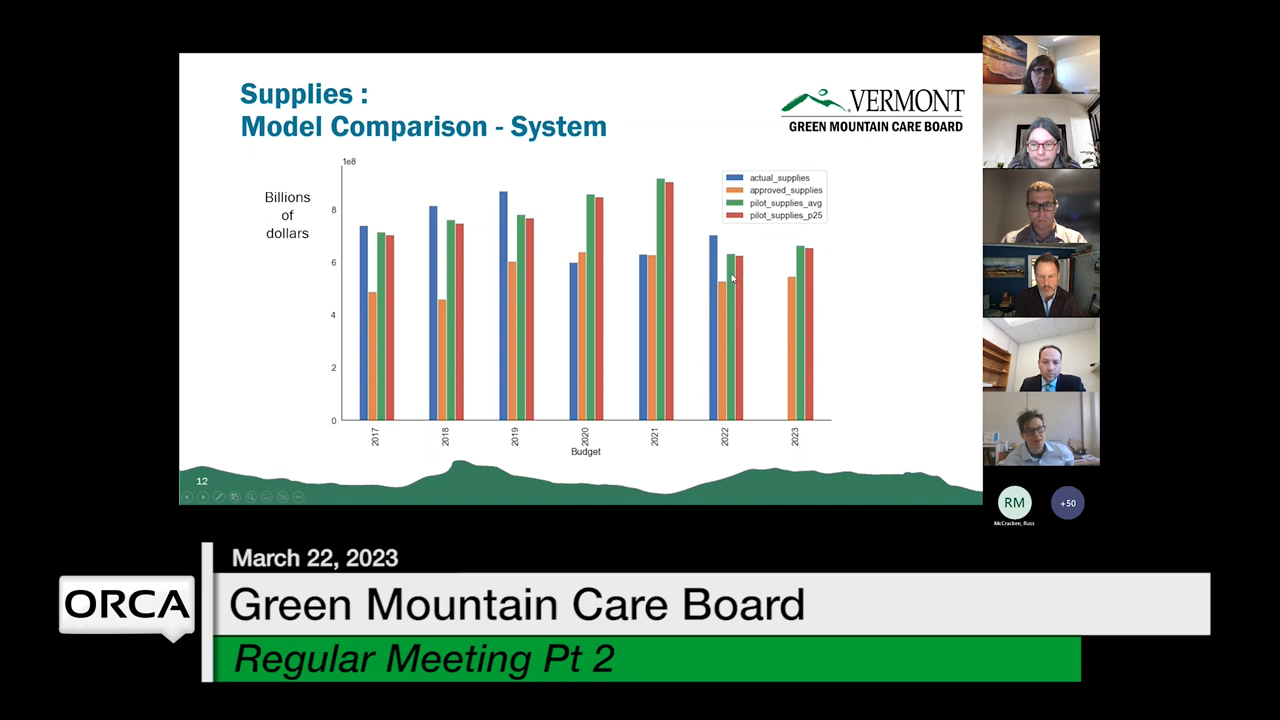 Supplies :
Model Comparison - System
VERMONT
GREEN MOUNTAIN CARE BOARD
1e8
Billions
of
dollars
8
6
4
2
0
actual_supplies
approved_supplies
pilot_supplies_avg
pilot_supplies_p25
2017
2018
2019
2020
2021
2022
2023
Budget
12
RM
McCracken, Russ
+50
March 22, 2023
ORCA
Green Mountain Care Board
Regular Meeting Pt 2